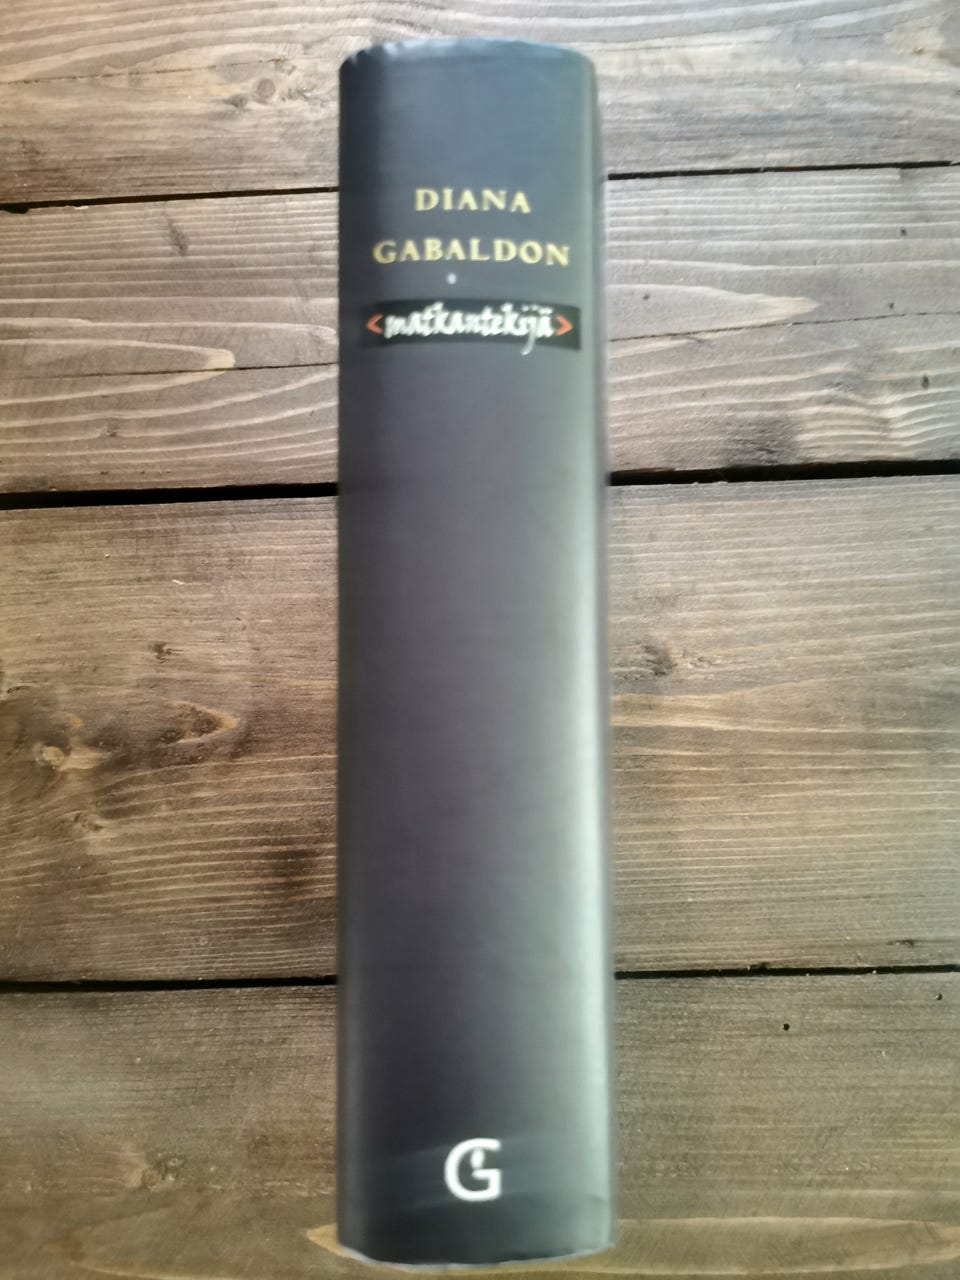 DIANA
GABALDON
<matkantekijä>
G